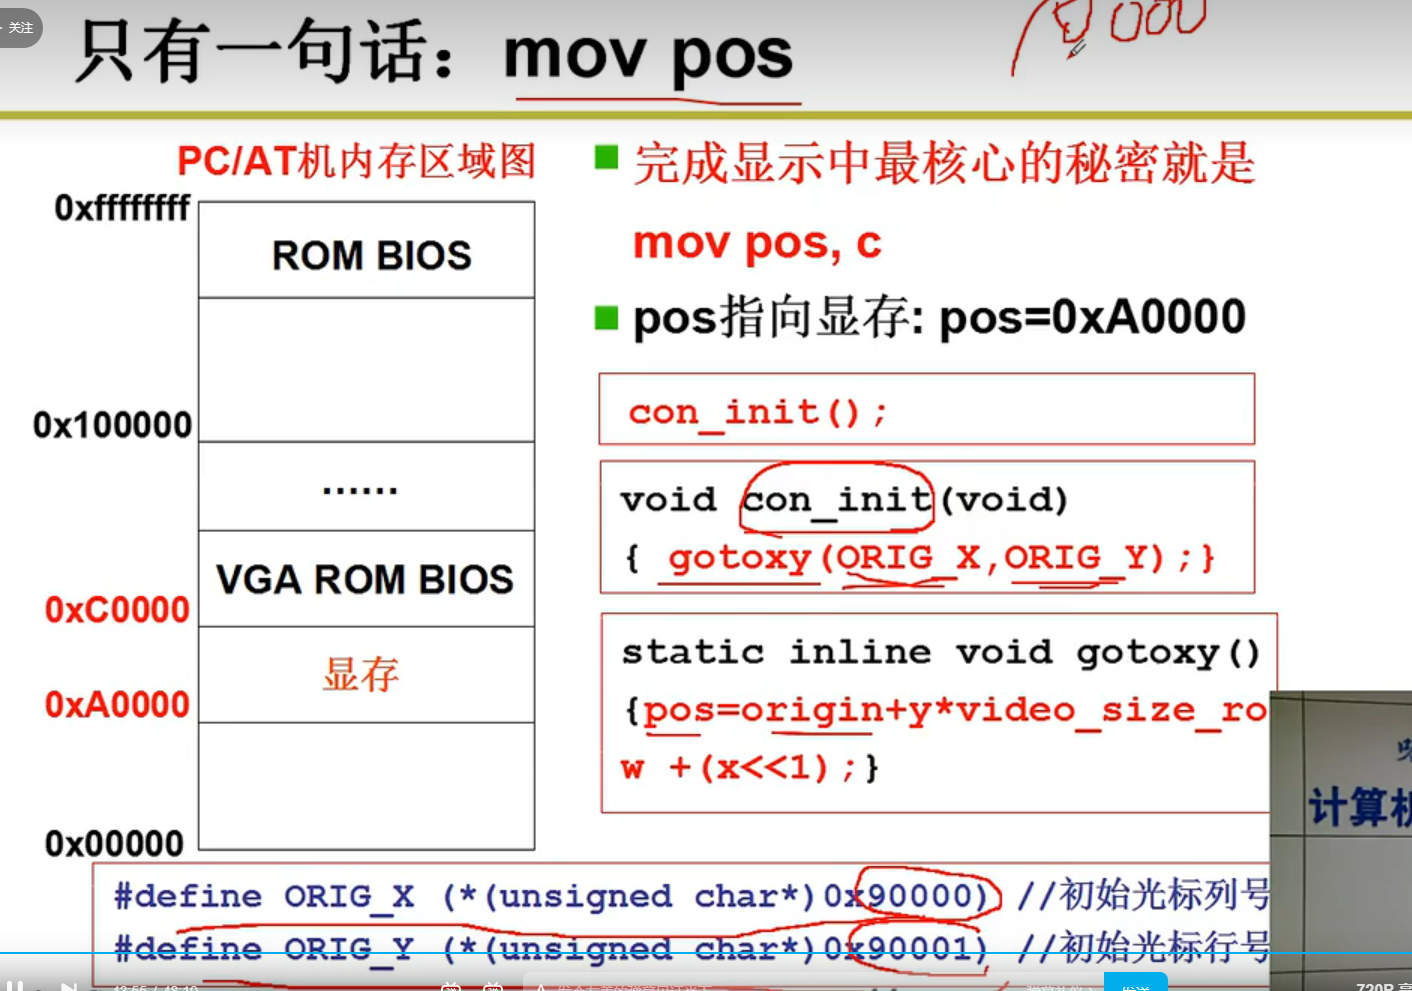 关注
只有一句话：mov pos
0000
PC/AT机内存区域图
0xffffffff
ROM BIOS
0x100000
......
VGA ROM BIOS
0xC0000
显存
0xA0000
0x00000
完成显示中最核心的秘密就是
mov pos, c
pos指向显存: pos=0xA0000
con_init();
void con_init(void)
{ gotoxy(ORIG_X,ORIG_Y);}
static inline void gotoxy()
{pos=origin+y*video_size_ro
w +(x<<1);}
计算机
#define ORIG_X (*(unsigned char*)0x90000) //初始光标列号
#define ORIG_Y (*(unsigned char*)0x90001) //初始光标行号
720P 高